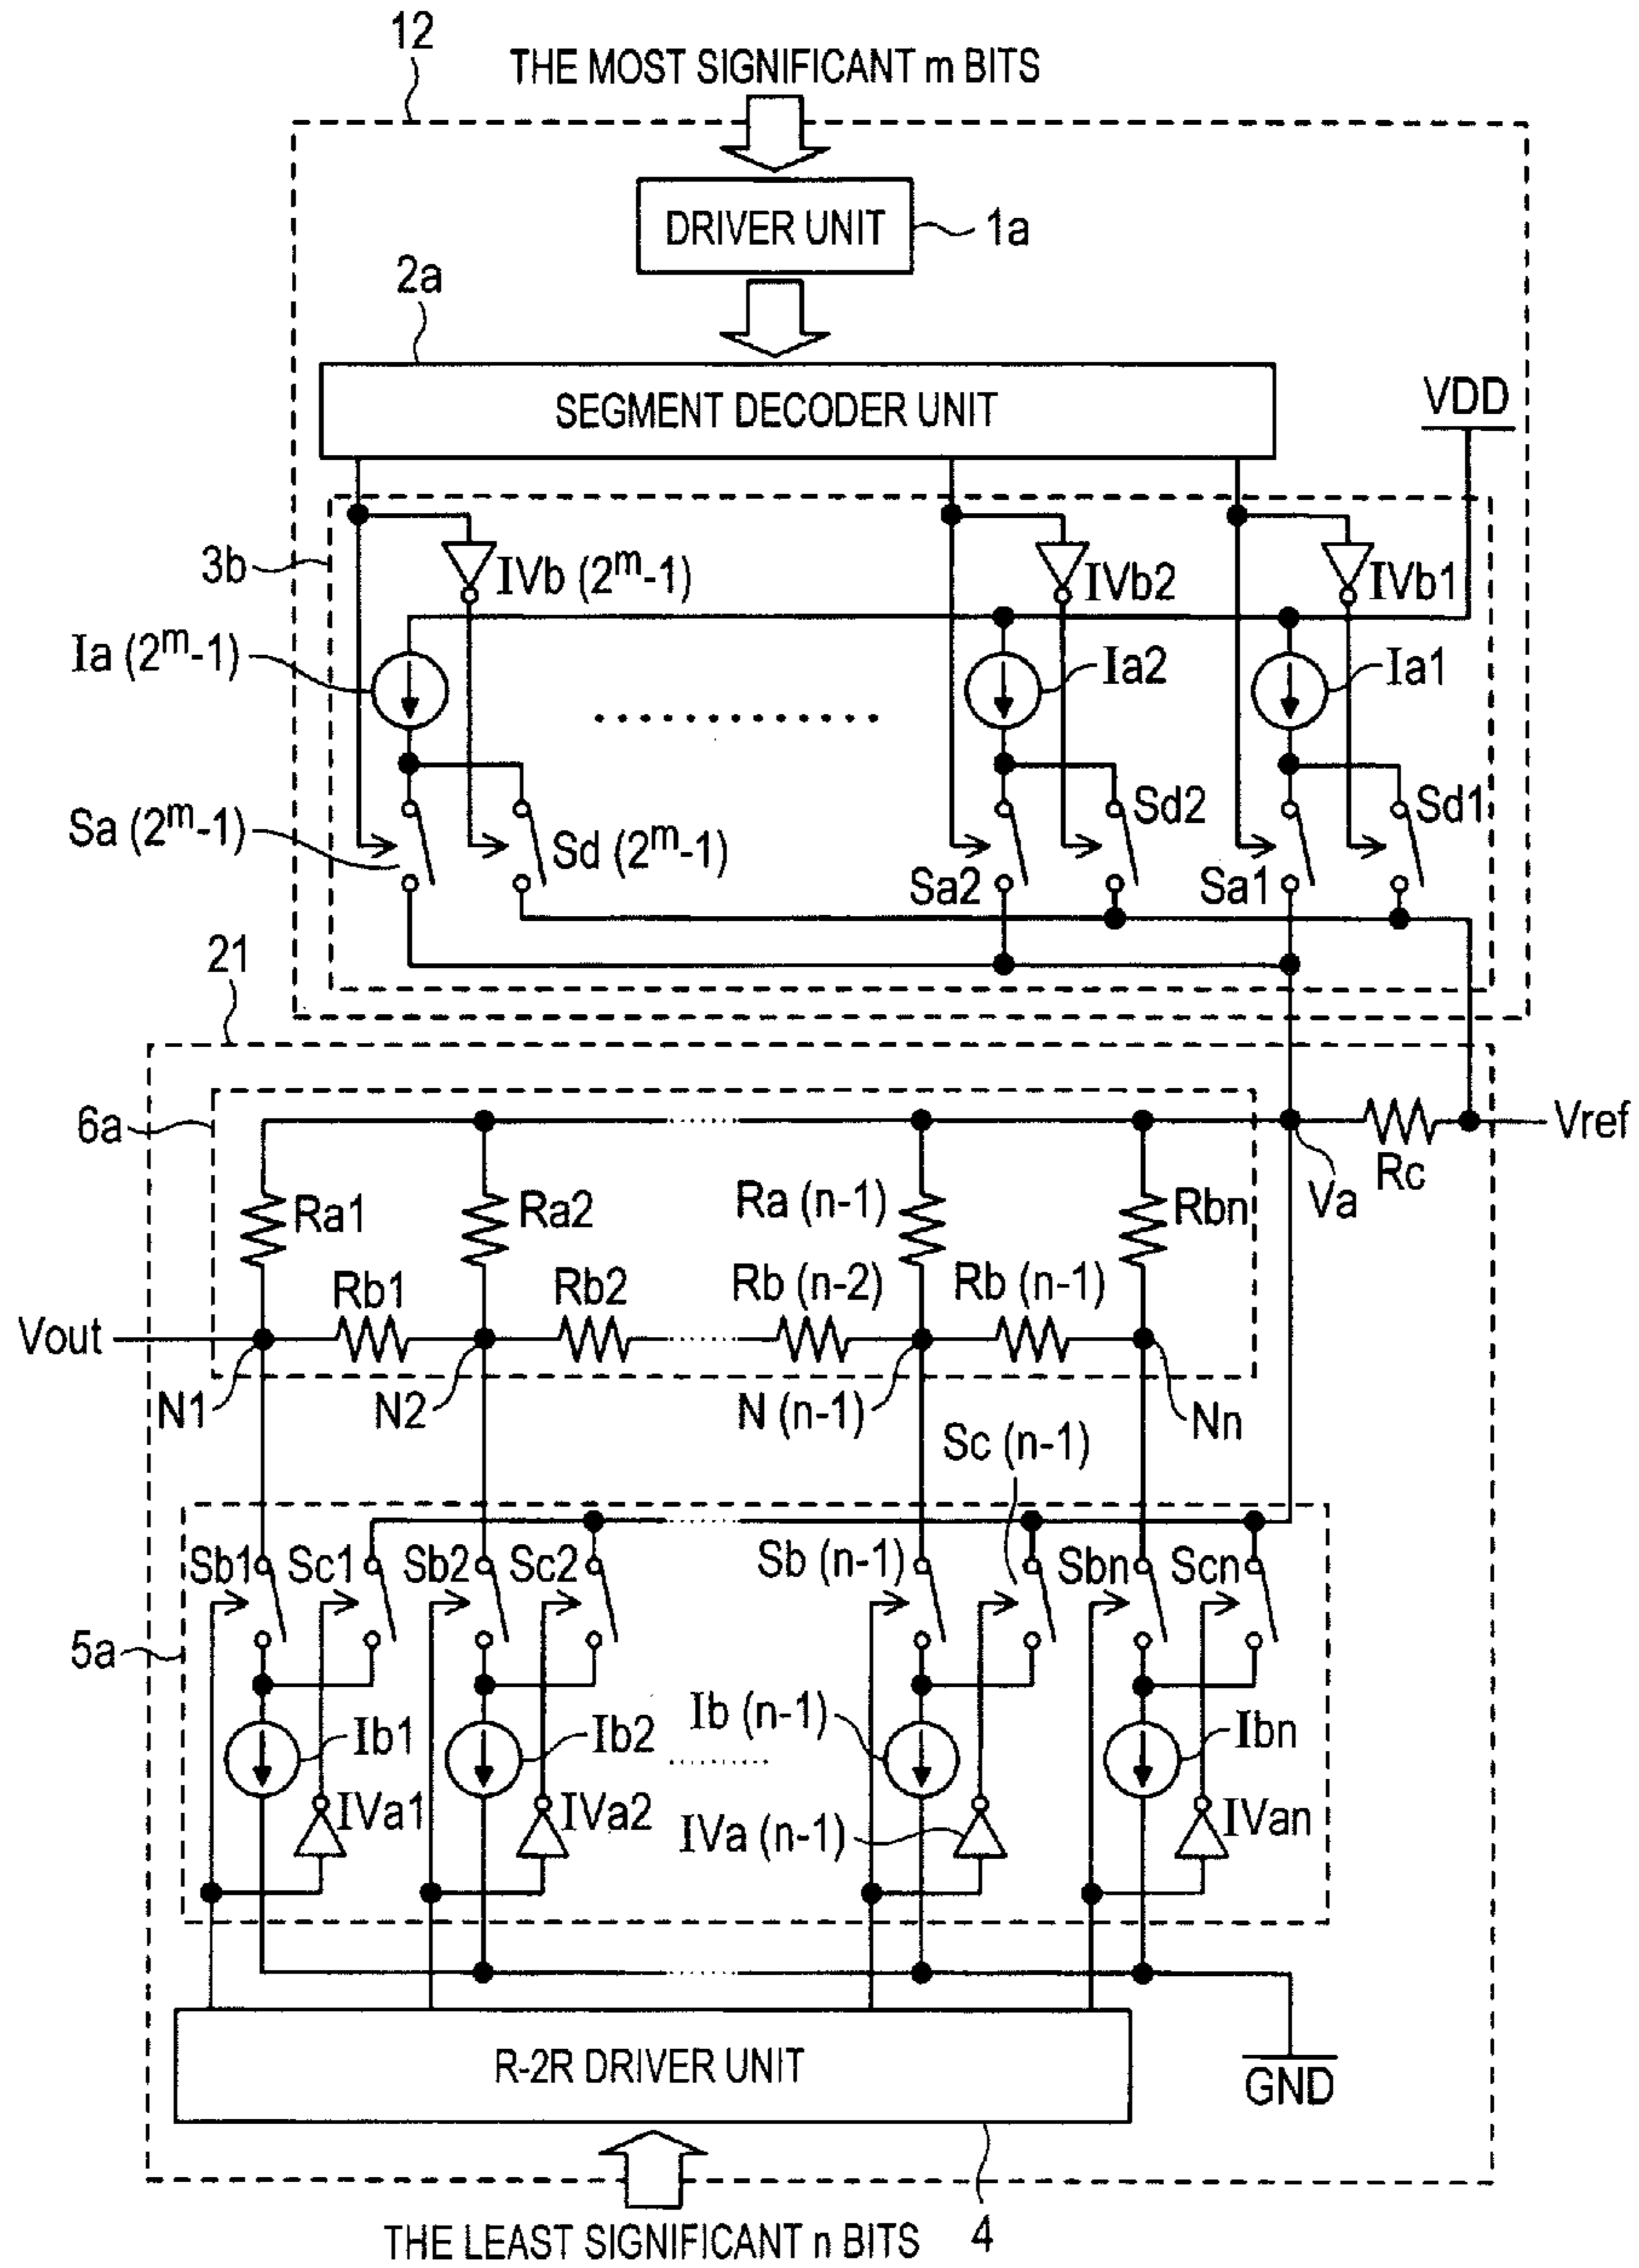 12
THE MOST SIGNIFICANT m BITS
DRIVER UNIT
1a
2a
SEGMENT DECODER UNIT
VDD
3b
IVb (2^m-1)
IVb2
IVb1
Ia (2^m-1)
Ia2
Ia1
Sa (2^m-1)
Sd (2^m-1)
Sd2
Sd1
Sa2
Sa1
21
6a
Vref
Rc
Va
Ra1
Ra2
Ra (n-1)
Rbn
Rb1
Rb2
Rb (n-2)
Rb (n-1)
Vout
N1
N2
N (n-1)
Nn
Sc (n-1)
Sb1
Sc1
Sb2
Sc2
Sb (n-1)
Sbn
Scn
5a
Ib1
Ib2
Ib (n-1)
Ibn
IVa1
IVa2
IVa (n-1)
IVan
R-2R DRIVER UNIT
GND
4
THE LEAST SIGNIFICANT n BITS